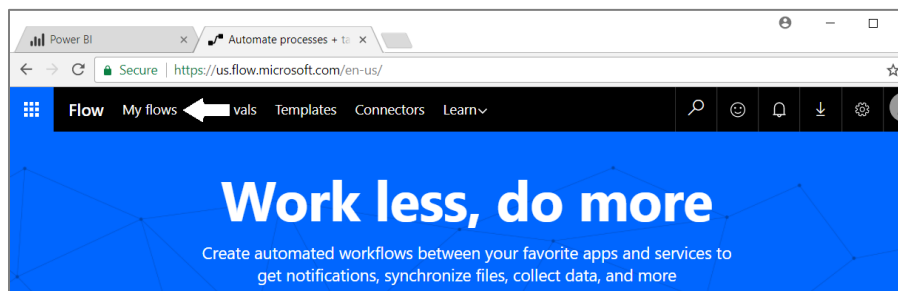 Power BI
Automate processes + ta
Secure | https://us.flow.microsoft.com/en-us/
Flow My flows vals Templates Connectors Learn
Work less, do more
Create automated workflows between your favorite apps and services to
get notifications, synchronize files, collect data, and more